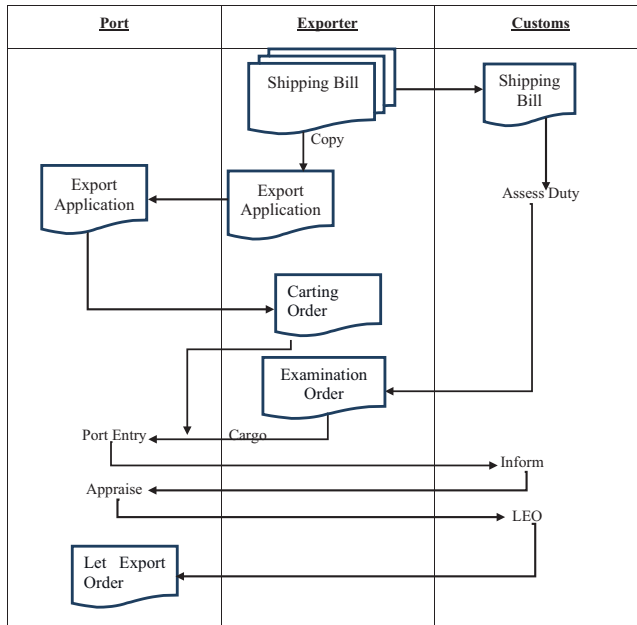 Port
Exporter
Customs
Shipping Bill
Shipping
Bill
Copy
Export
Application
Export
Application
Assess Duty
Carting
Order
Examination
Order
Port Entry
Cargo
Inform
Appraise
LEO
Let Export
Order